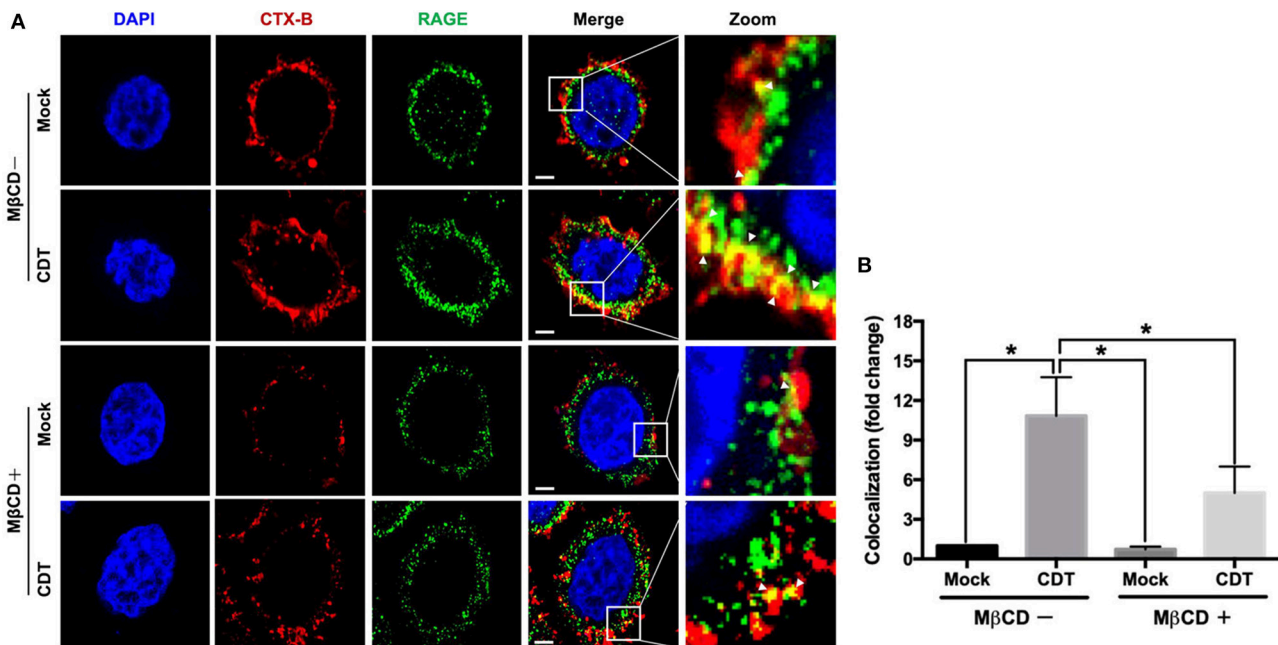 A
DAPI
CTX-B
RAGE
Merge
Zoom
MβCD—
Mock
CDT
MβCD+
Mock
CDT
B
Colocalization (fold change)
18
15
12
9
6
3
0
* * *
Mock CDT Mock CDT
MβCD — MβCD +